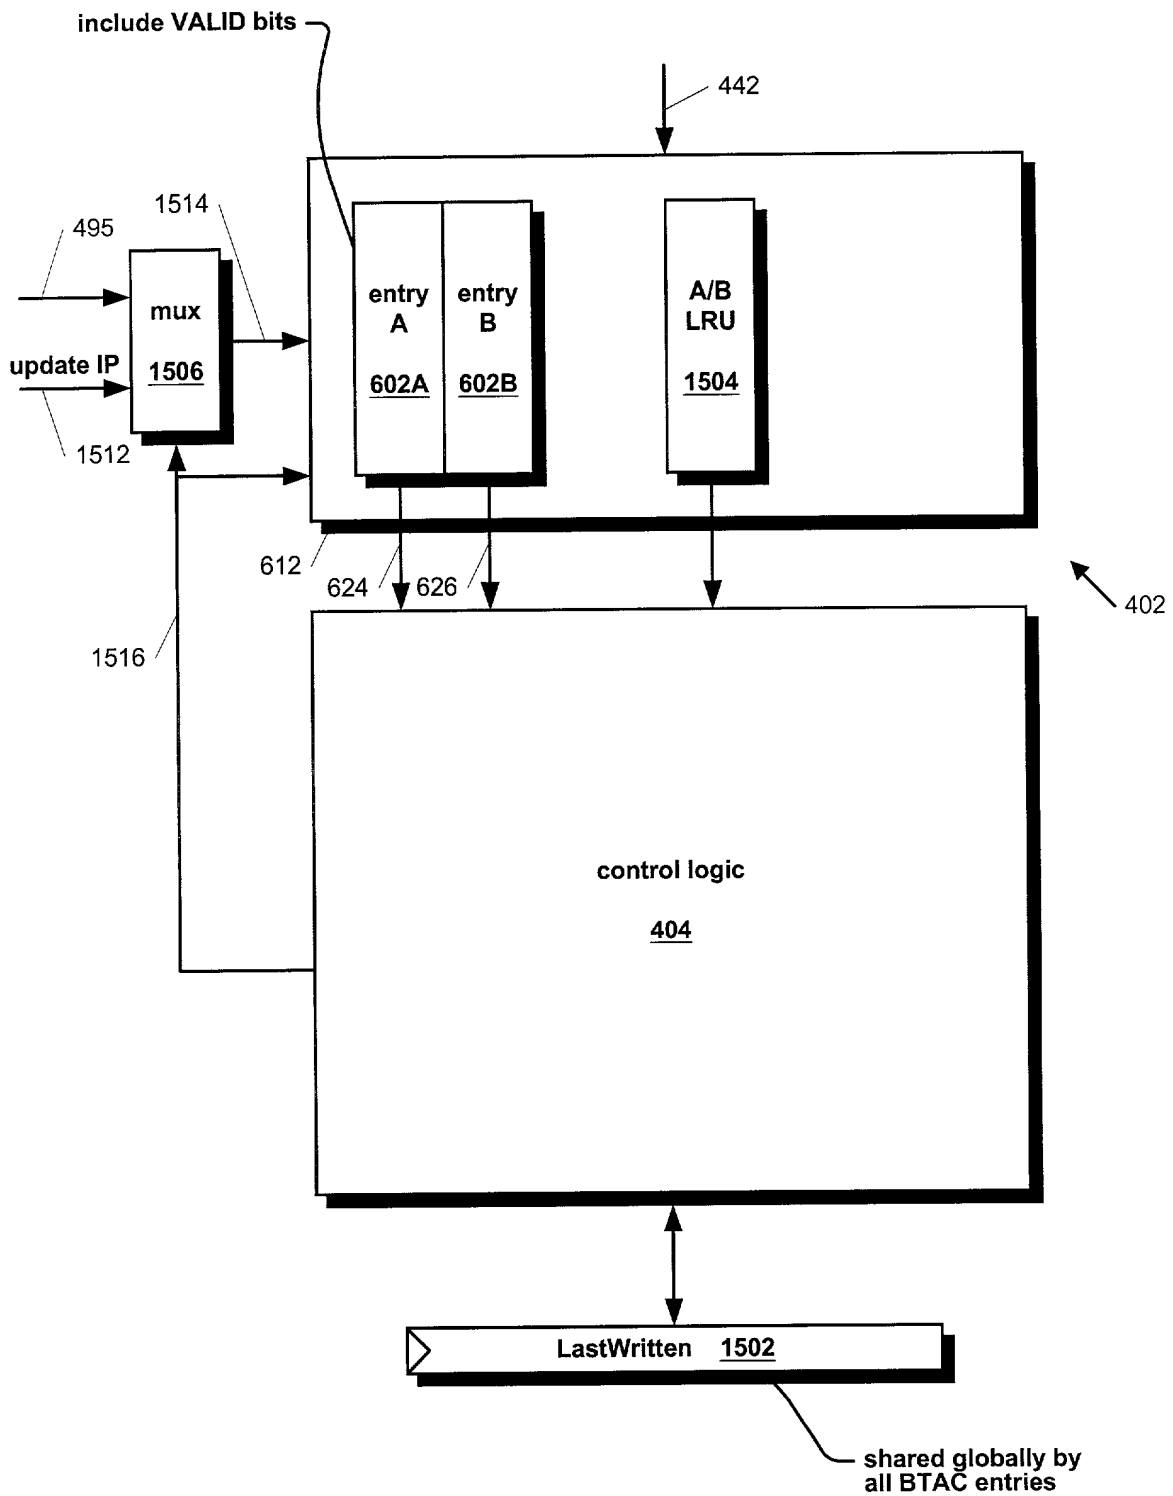 include VALID bits
442
1514
495
mux
1506
update IP
1512
entry
A
602A
entry
B
602B
A/B
LRU
1504
612
624
626
402
1516
control logic
404
LastWritten 1502
shared globally by
all BTAC entries